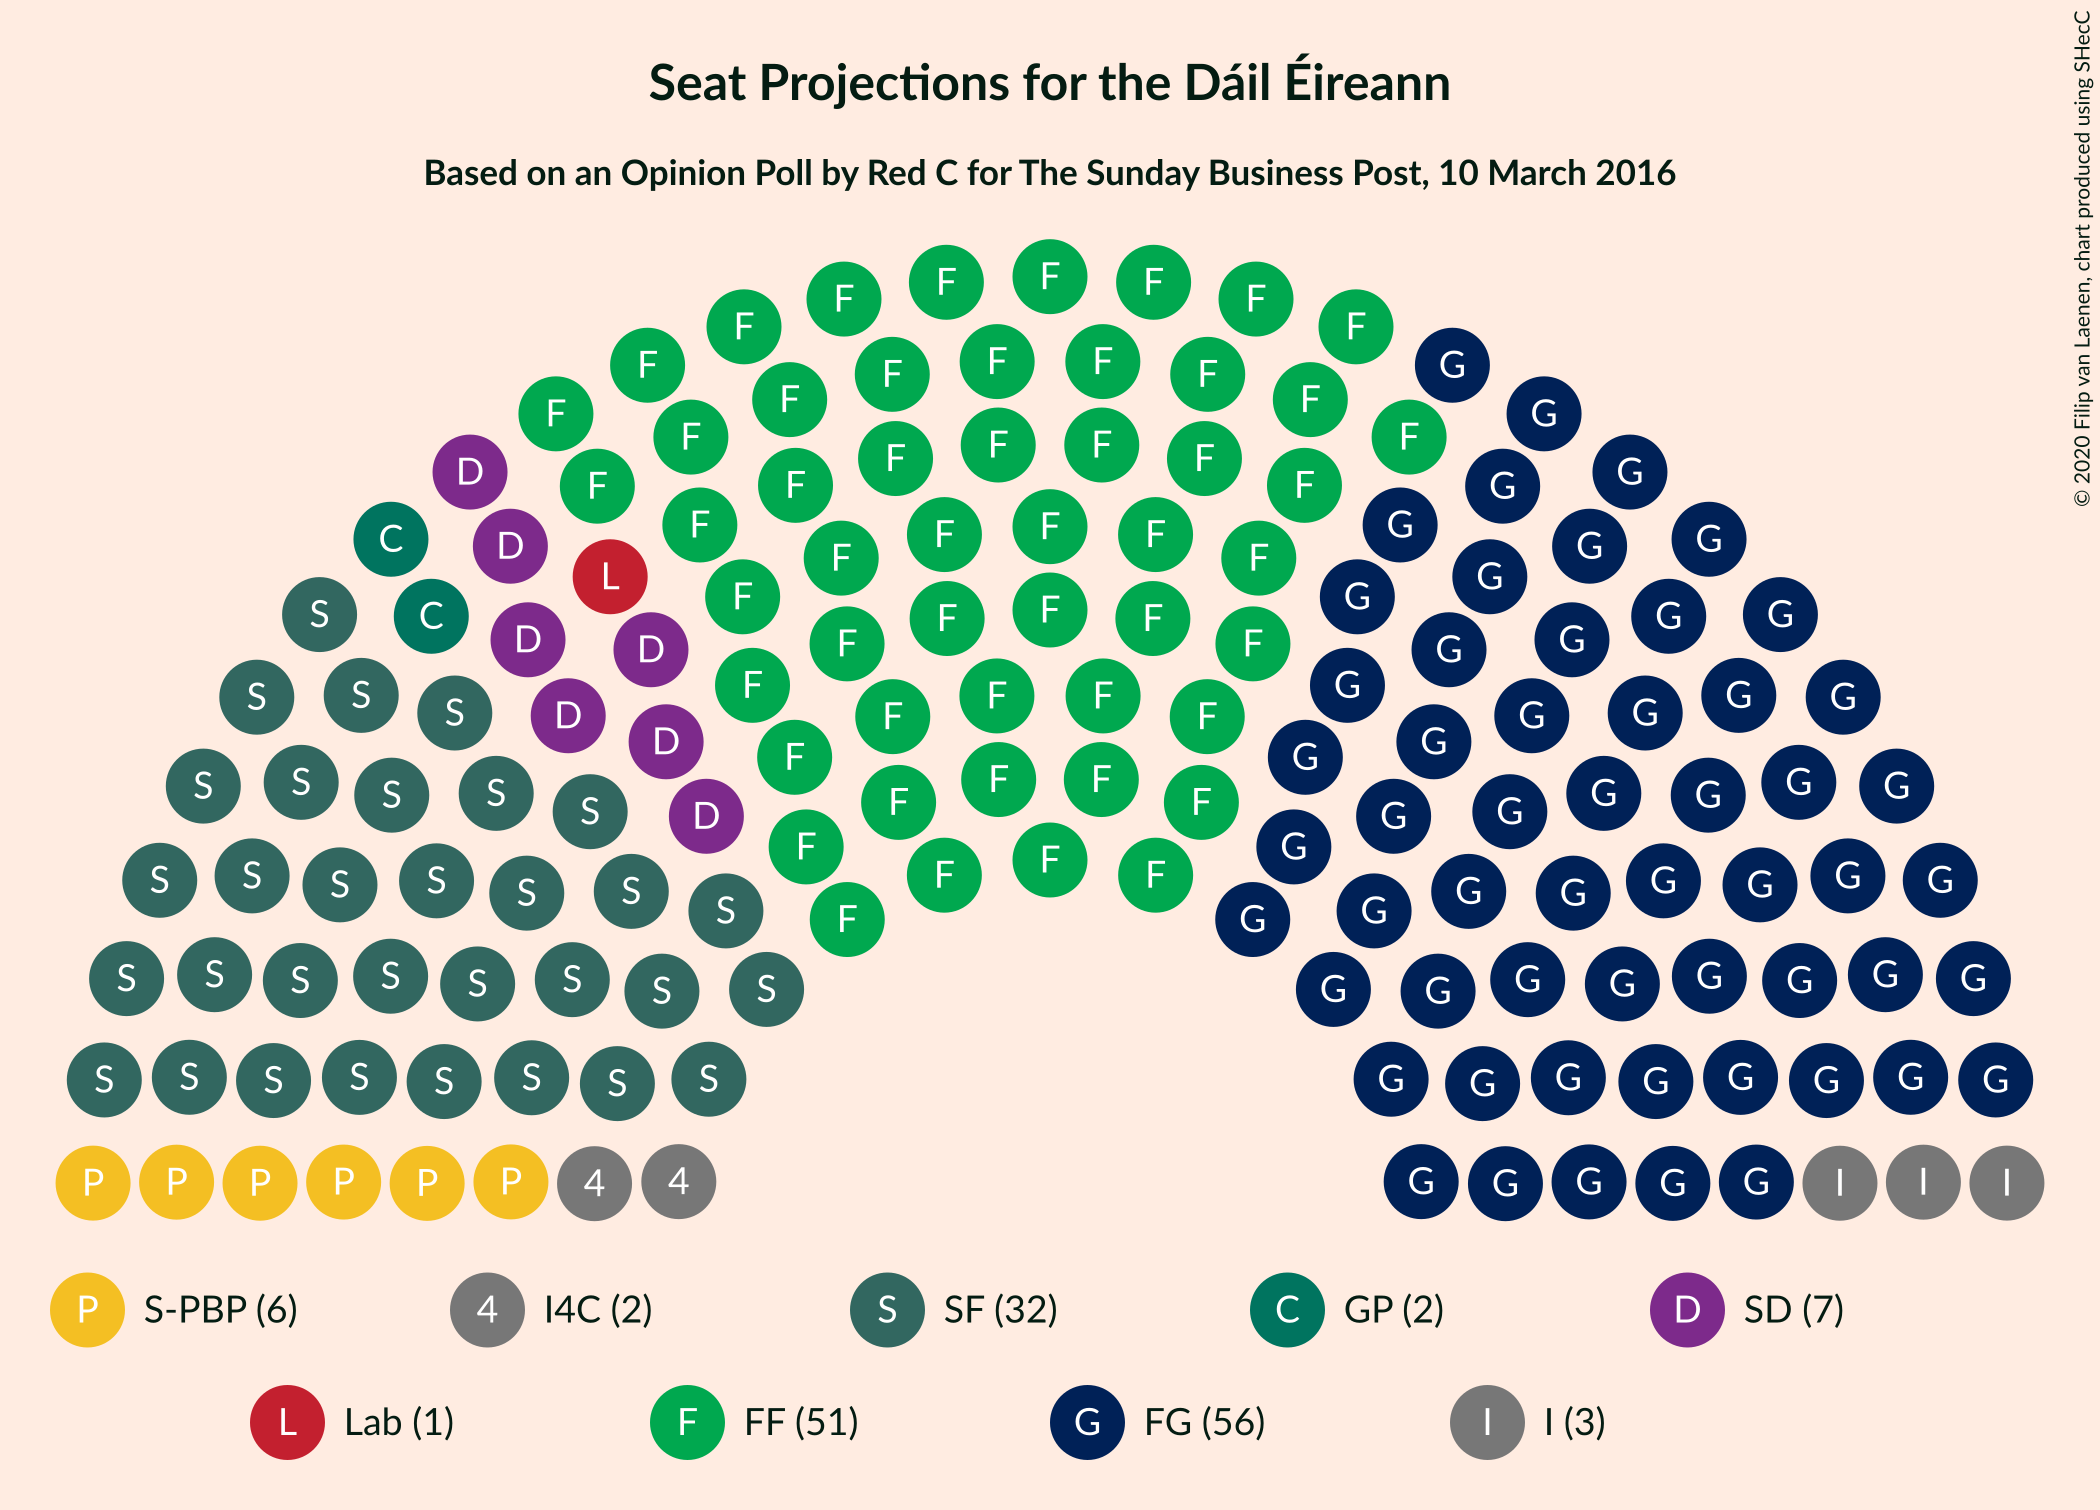 Seat Projections for the Dáil Éireann
Based on an Opinion Poll by Red C for The Sunday Business Post, 10 March 2016
© 2020 Filip van Laenen, chart produced using SHecC
F F F F F
F F F G
F F F F
F F F G
F F F F F F
D F F G G
F F F F
C D F F F F F G G G G
L F F G G
S C F F F F F G G G
D D F F G G G
S S S F F F F G G G G
D D F F G G G
S S S S F F F F G G G G
S D F F G G G
S S S S S S F F F G G G G G G
S F G
F G
S S S S S S S S G G G G G G G G
S S S S S S S S G G G G G G G G
P P P P P P 4 4 G G G G G I I I
P S-PBP (6) 4 I4C (2) S SF (32) C GP (2) D SD (7)
L Lab (1) F FF (51) G FG (56) I I (3)